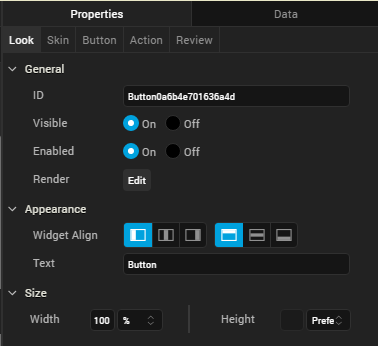 Properties Data
Look Skin Button Action Review
General
ID Button0a6b4e701636a4d
Visible On Off
Enabled On Off
Render Edit
Appearance
Widget Align
Text Button
Size
Width 100 % Height Prefe